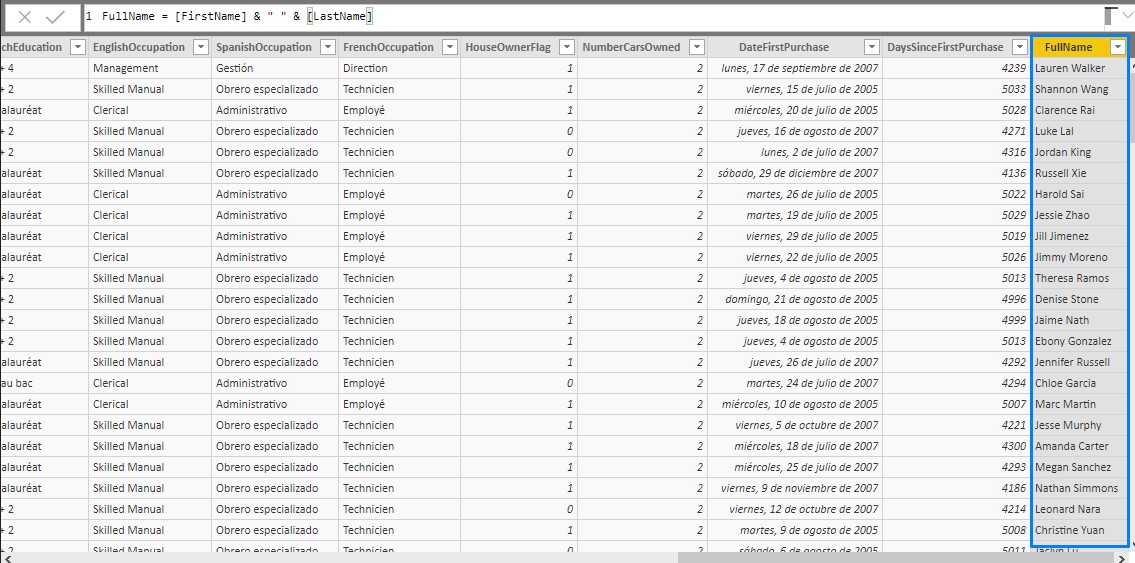 1 FullName = [FirstName] & " " & [LastName]
chEducation EnglishOccupation SpanishOccupation FrenchOccupation HouseOwnerFlag NumberCarsOwned DateFirstPurchase DaysSinceFirstPurchase FullName
+ 4 Management Gestión Direction 1 2 lunes, 17 de septiembre de 2007 4239 Lauren Walker
+ 2 Skilled Manual Obrero especializado Technicien 1 2 viernes, 15 de julio de 2005 5033 Shannon Wang
alauréat Clerical Administrativo Employé 1 2 miércoles, 20 de julio de 2005 5028 Clarence Rai
+ 2 Skilled Manual Obrero especializado Technicien 0 2 jueves, 16 de agosto de 2007 4271 Luke Lal
+ 2 Skilled Manual Obrero especializado Technicien 0 2 lunes, 2 de julio de 2007 4316 Jordan King
alauréat Skilled Manual Obrero especializado Technicien 1 2 sábado, 29 de diciembre de 2007 4136 Russell Xie
alauréat Clerical Administrativo Employé 0 2 martes, 26 de julio de 2005 5022 Harold Sai
alauréat Clerical Administrativo Employé 1 2 martes, 19 de julio de 2005 5029 Jessie Zhao
alauréat Clerical Administrativo Employé 1 2 viernes, 29 de julio de 2005 5019 Jill Jimenez
alauréat Clerical Administrativo Employé 1 2 viernes, 22 de julio de 2005 5026 Jimmy Moreno
+ 2 Skilled Manual Obrero especializado Technicien 1 2 jueves, 4 de agosto de 2005 5013 Theresa Ramos
+ 2 Skilled Manual Obrero especializado Technicien 1 2 domingo, 21 de agosto de 2005 4996 Denise Stone
+ 2 Skilled Manual Obrero especializado Technicien 1 2 jueves, 18 de agosto de 2005 4999 Jaime Nath
+ 2 Skilled Manual Obrero especializado Technicien 1 2 jueves, 4 de agosto de 2005 5013 Ebony Gonzalez
alauréat Skilled Manual Obrero especializado Technicien 1 2 jueves, 26 de julio de 2007 4292 Jennifer Russell
au bac Clerical Administrativo Employé 0 2 martes, 24 de julio de 2007 4294 Chloe Garcia
alauréat Clerical Administrativo Employé 1 2 miércoles, 10 de agosto de 2005 5007 Marc Martin
alauréat Skilled Manual Obrero especializado Technicien 1 2 viernes, 5 de octubre de 2007 4221 Jesse Murphy
alauréat Skilled Manual Obrero especializado Technicien 1 2 miércoles, 18 de julio de 2007 4300 Amanda Carter
alauréat Skilled Manual Obrero especializado Technicien 1 2 miércoles, 25 de julio de 2007 4293 Megan Sanchez
alauréat Skilled Manual Obrero especializado Technicien 1 2 viernes, 9 de noviembre de 2007 4186 Nathan Simmons
+ 2 Skilled Manual Obrero especializado Technicien 0 2 viernes, 12 de octubre de 2007 4214 Leonard Nara
+ 2 Skilled Manual Obrero especializado Technicien 1 2 martes, 9 de agosto de 2005 5008 Christine Yuan
+ 2 Skilled Manual Obrero especializado Technicien 0 2 sábado, 6 de agosto de 2005 5011